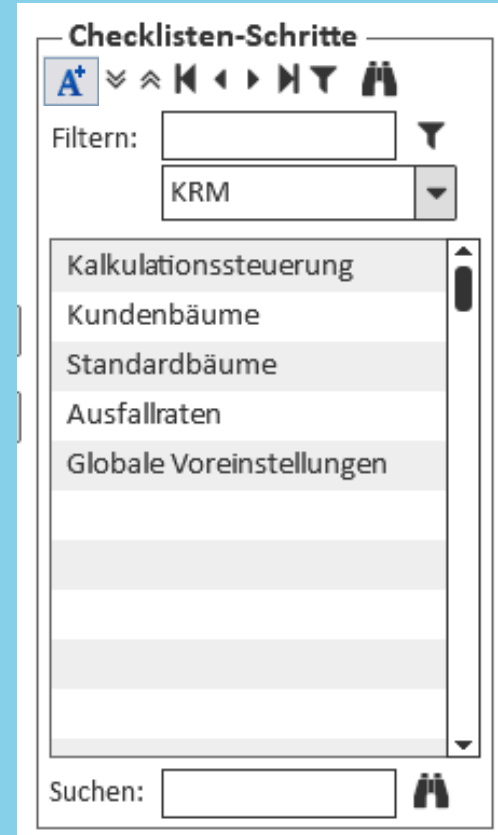 Checklisten-Schritte
A+
Filtern:
KRM
Kalkulationssteuerung
Kundenbäume
Standardbäume
Ausfallraten
Globale Voreinstellungen
Suchen: